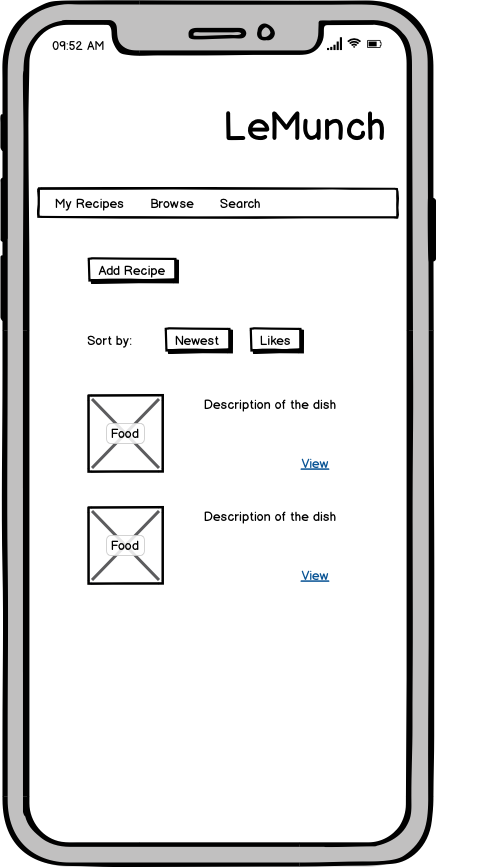 09:52 AM
LeMunch
My Recipes Browse Search
Add Recipe
Sort by: Newest Likes
Food
Description of the dish
View
Food
Description of the dish
View